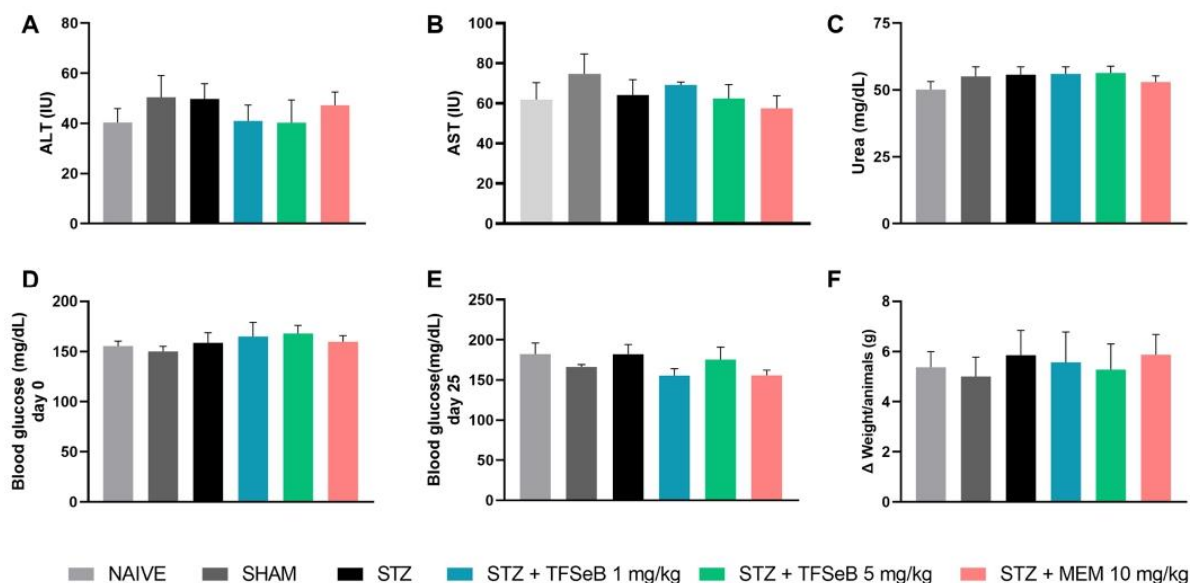 A
ALT (IU)
80
60
40
20
0
B
AST (IU)
100
80
60
40
20
0
C
Urea (mg/dL)
75
50
25
0
D
Blood glucose (mg/dL)
day 0
200
150
100
50
0
E
Blood glucose(mg/dL)
day 25
250
200
150
100
50
0
F
Δ Weight/animals (g)
8
6
4
2
0
NAIVE SHAM STZ STZ + TFSeB 1 mg/kg STZ + TFSeB 5 mg/kg STZ + MEM 10 mg/kg